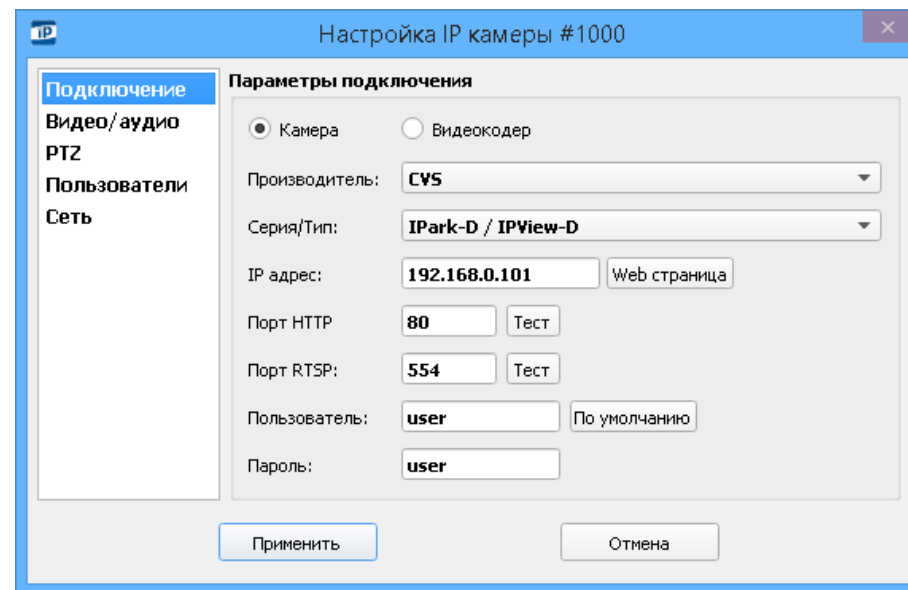 IP
Настройка IP камеры #1000
Подключение
Видео/аудио
PTZ
Пользователи
Сеть
Параметры подключения
Камера Видеокодер
Производитель: CVS
Серия/Тип: IPark-D / IPView-D
IP адрес: 192.168.0.101 Web страница
Порт HTTP 80 Тест
Порт RTSP: 554 Тест
Пользователь: user По умолчанию
Пароль: user
Применить Отмена